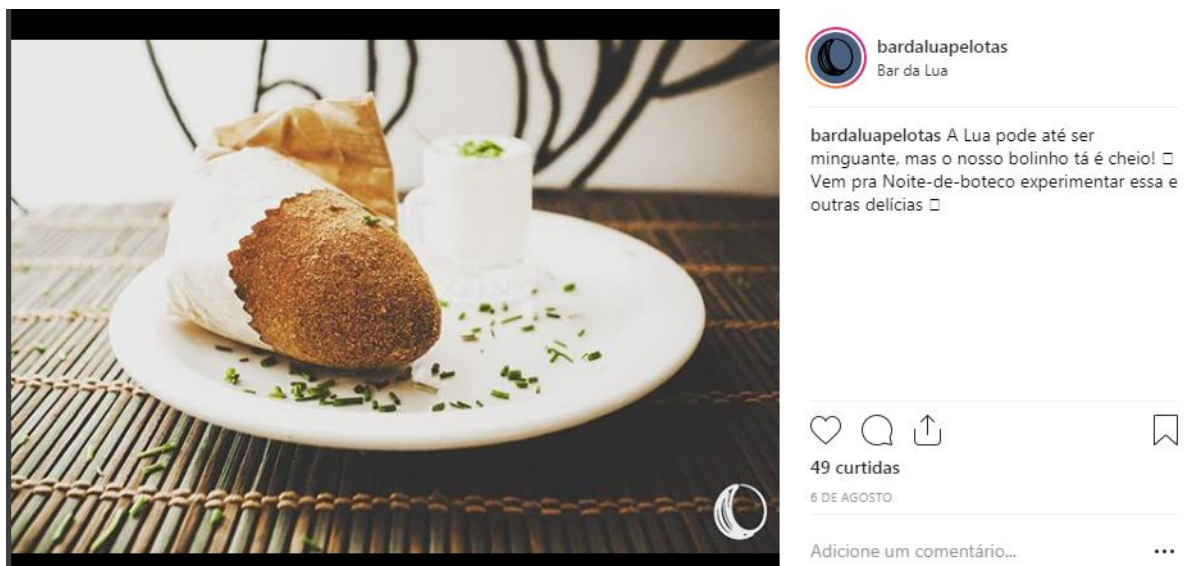 bardaluapelotas
Bar da Lua
bardaluapelotas A Lua pode até ser
minguante, mas o nosso bolinho tá é cheio! □
Vem pra Noite-de-boteco experimentar essa e
outras delícias □
49 curtidas
6 DE AGOSTO
Adicione um comentário...